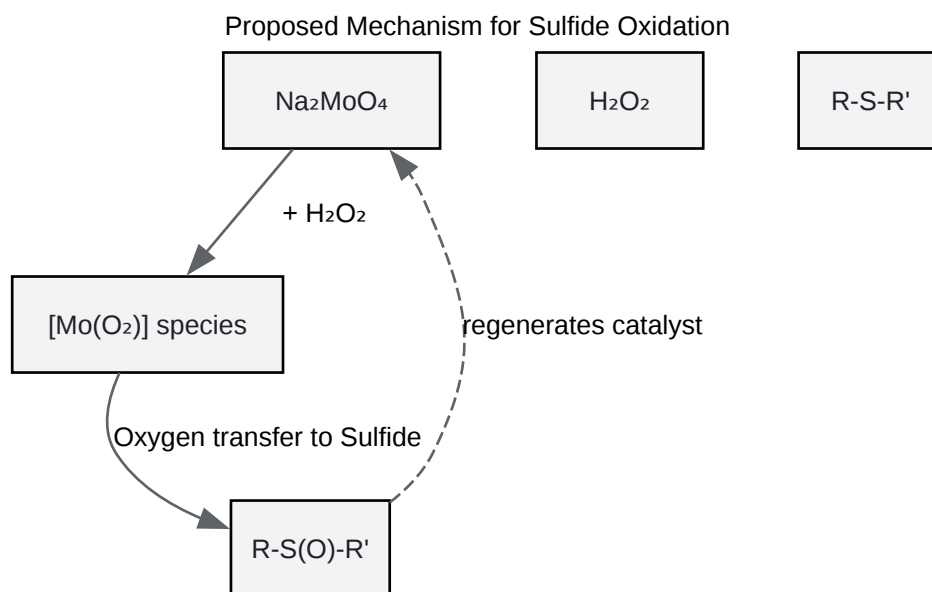 Proposed Mechanism for Sulfide Oxidation
Na₂MoO₄
H₂O₂
R-S-R'
+ H₂O₂
[Mo(O₂)] species
regenerates catalyst
Oxygen transfer to Sulfide
R-S(O)-R'